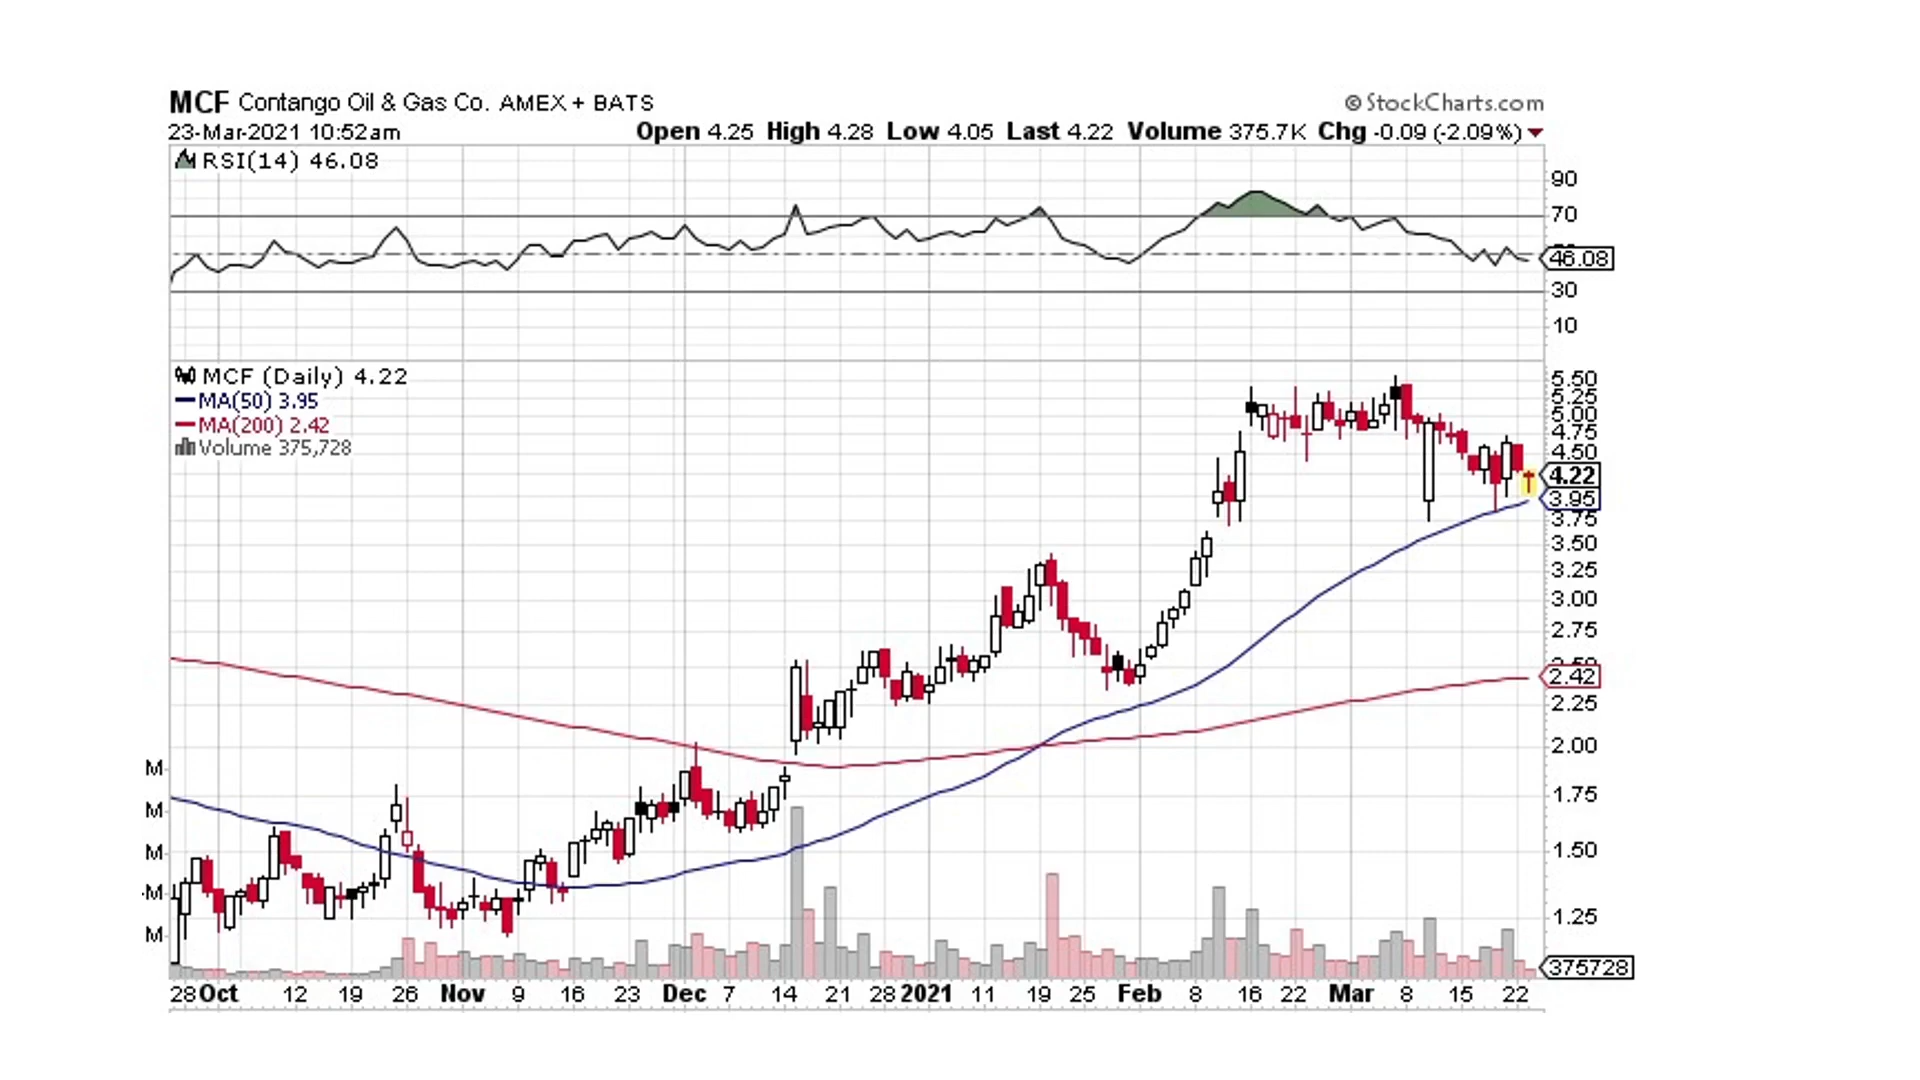 MCF Contango Oil & Gas Co. AMEX + BATS © StockCharts.com
23-Mar-2021 10:52am Open 4.25 High 4.28 Low 4.05 Last 4.22 Volume 375.7K Chg -0.09 (-2.09%)
RSI(14) 46.08
90
70
46.08
30
10
MCF (Daily) 4.22
MA(50) 3.95
MA(200) 2.42
Volume 375,728
5.50
5.25
5.00
4.75
4.50
4.22
3.95
3.75
3.50
3.25
3.00
2.75
2.42
2.25
2.00
M
1.75
M
M
1.50
M
1.25
M
375728
28 Oct 12 19 26 Nov 9 16 23 Dec 7 14 21 28 2021 11 19 25 Feb 8 16 22 Mar 8 15 22